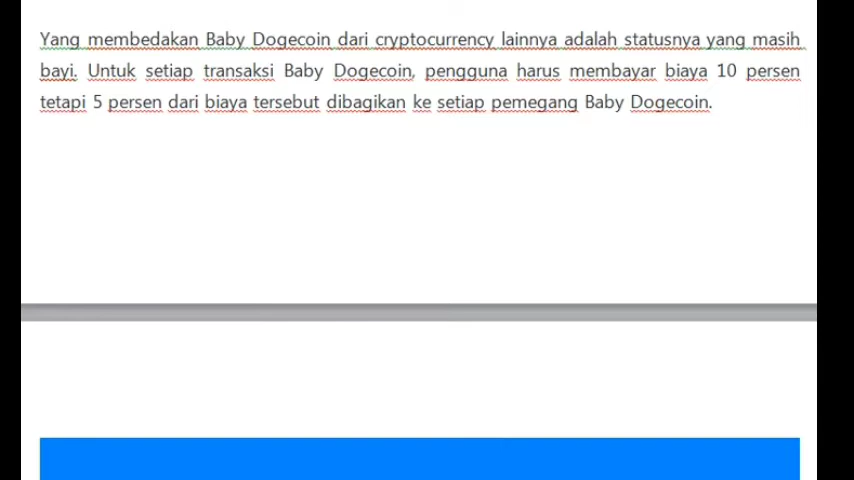 Yang membedakan Baby Dogecoin dari cryptocurrency lainnya adalah statusnya yang masih
bayi. Untuk setiap transaksi Baby Dogecoin, pengguna harus membayar biaya 10 persen
tetapi 5 persen dari biaya tersebut dibagikan ke setiap pemegang Baby Dogecoin.